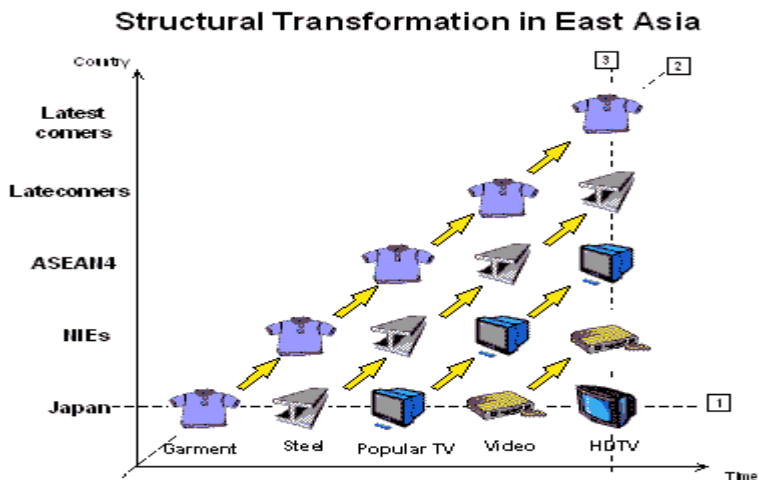 Structural Transformation in East Asia
Country
3
2
Latest
comers
Latecomers
ASEAN4
NIEs
Japan
1
Garment
Steel
Popular TV
Video
HDTV
Time